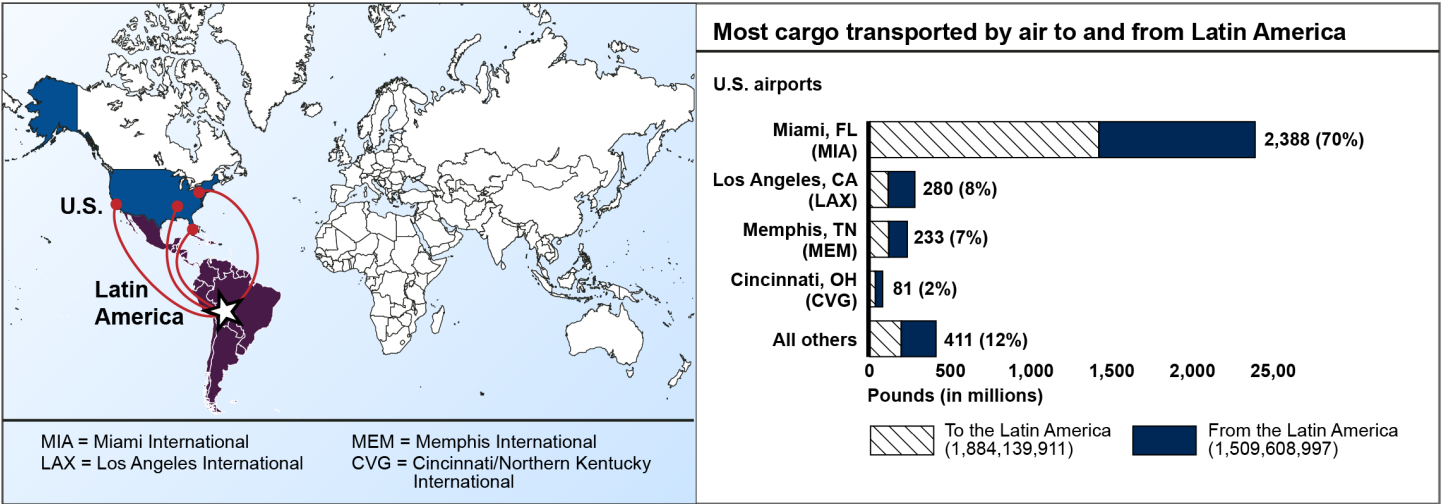 U.S.
Latin
America
MIA = Miami International
LAX = Los Angeles International
MEM = Memphis International
CVG = Cincinnati/Northern Kentucky
International
Most cargo transported by air to and from Latin America
U.S. airports
Miami, FL
(MIA)
2,388 (70%)
Los Angeles, CA
(LAX)
280 (8%)
Memphis, TN
(MEM)
233 (7%)
Cincinnati, OH
(CVG)
81 (2%)
All others
411 (12%)
0 500 1,000 1,500 2,000 25,00
Pounds (in millions)
To the Latin America
(1,884,139,911)
From the Latin America
(1,509,608,997)